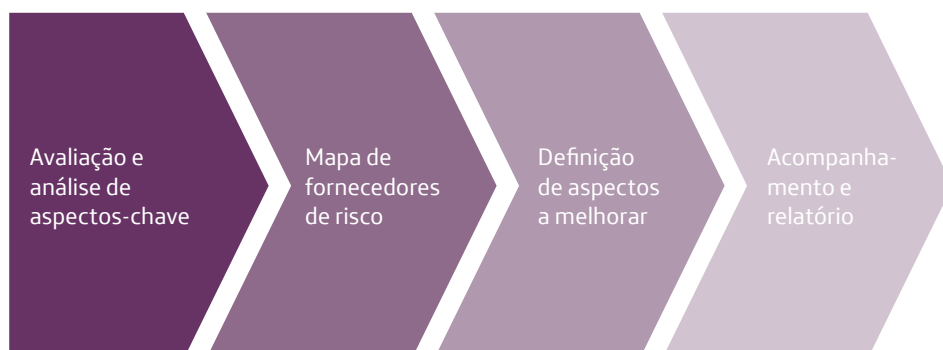 Avaliação e
análise de
aspectos-chave
Mapa de
fornecedores
de risco
Definição
de aspectos
a melhorar
Acompanha-
mento e
relatório